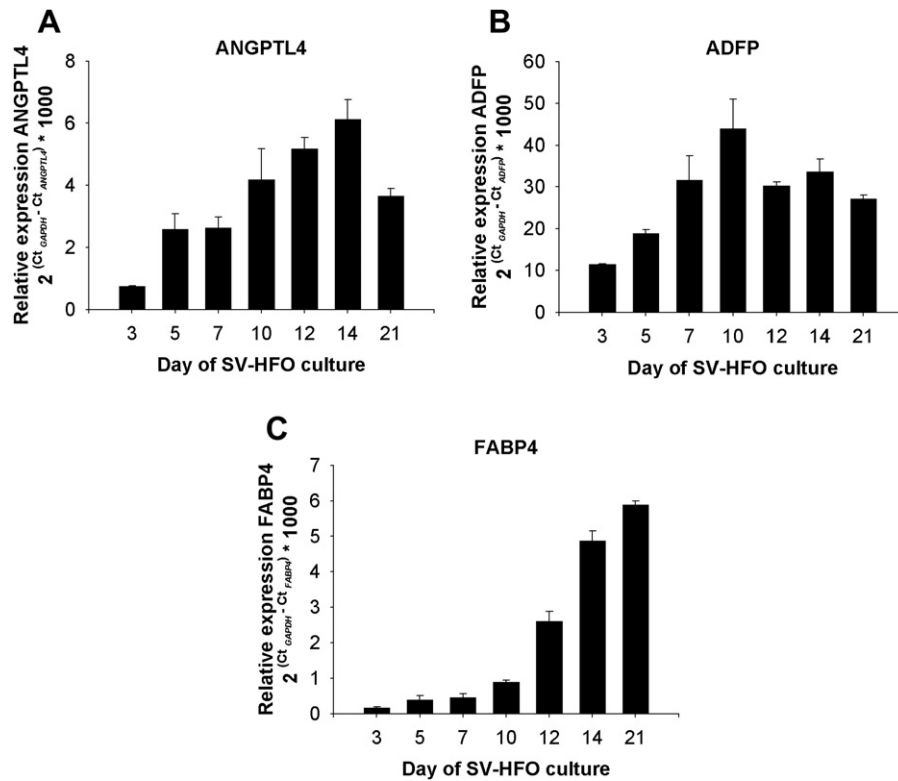 A
ANGPTL4
Relative expression ANGPTL4
2 (Ct GAPDH - Ct ANGPTL4) * 1000
8
6
4
2
0
3 5 7 10 12 14 21
Day of SV-HFO culture
B
ADFP
Relative expression ADFP
2 (Ct GAPDH - Ct ADFP) * 1000
60
50
40
30
20
10
0
3 5 7 10 12 14 21
Day of SV-HFO culture
C
FABP4
Relative expression FABP4
2 (Ct GAPDH - Ct FABP4) * 1000
7
6
5
4
3
2
1
0
3 5 7 10 12 14 21
Day of SV-HFO culture